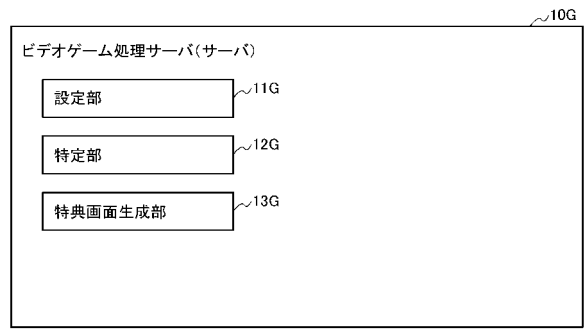 10G
ビデオゲーム処理サーバ(サーバ)
設定部
11G
特定部
12G
特典画面生成部
13G